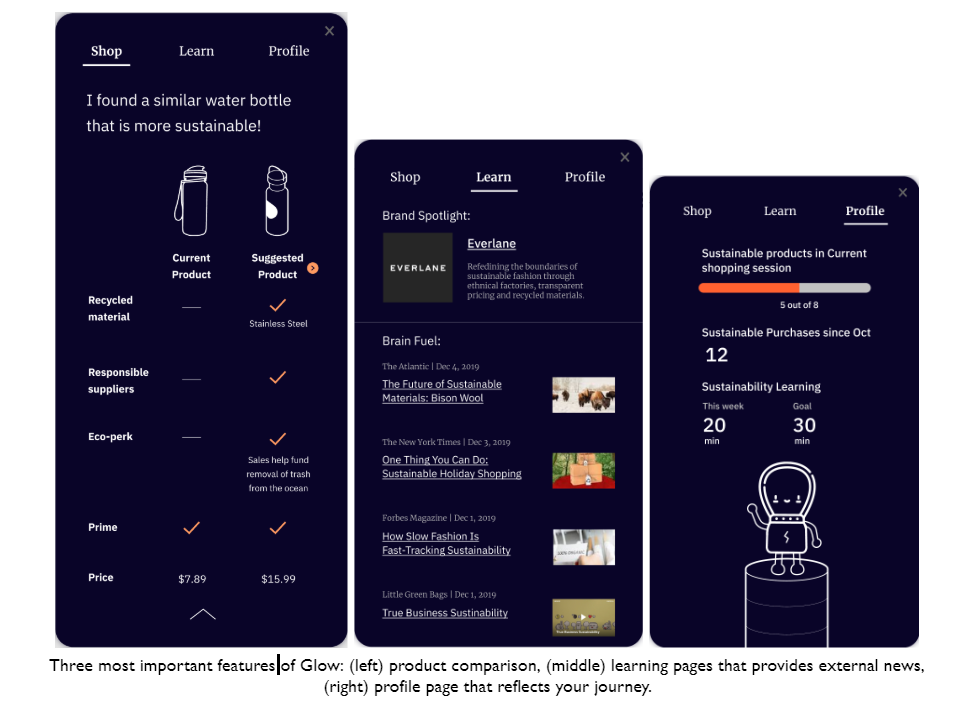 X
Shop Learn Profile
I found a similar water bottle
that is more sustainable!
Current
Product
Suggested
Product
Recycled
material
Stainless Steel
Responsible
suppliers
Eco-perk
Sales help fund
removal of trash
from the ocean
Prime
Price $7.89 $15.99
X
Shop Learn Profile
Brand Spotlight:
EVERLANE
Everlane
Refedining the boundaries of
sustainable fashion through
ethnical factories, transparent
pricing and recycled materials.
Brain Fuel:
The Atlantic | Dec 4, 2019
The Future of Sustainable
Materials: Bison Wool
The New York Times | Dec 3, 2019
One Thing You Can Do:
Sustainable Holiday Shopping
Forbes Magazine | Dec 1, 2019
How Slow Fashion Is
Fast-Tracking Sustainability
100% ORGANIC
Little Green Bags | Dec 1, 2019
True Business Sustinability
True Business Sustinability
X
Shop Learn Profile
Sustainable products in Current
shopping session
5 out of 8
Sustainable Purchases since Oct
12
Sustainability Learning
This week Goal
20 30
min min
Three most important features of Glow: (left) product comparison, (middle) learning pages that provides external news,
(right) profile page that reflects your journey.